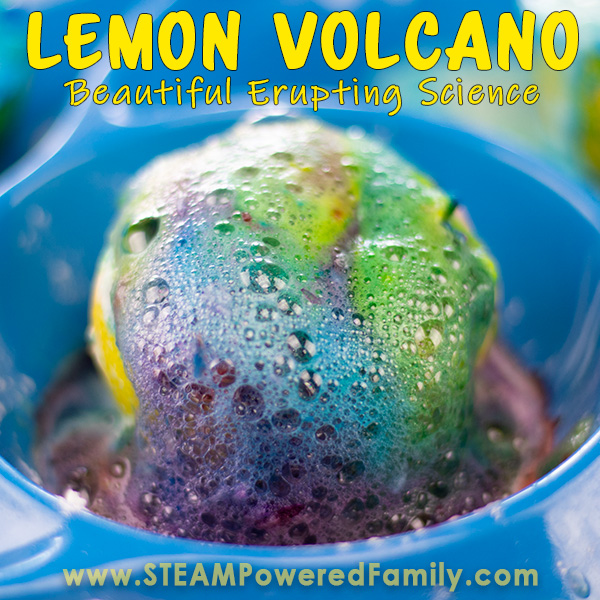 LEMON VOLCANO
Beautiful Erupting Science
www.STEAMPoweredFamily.com